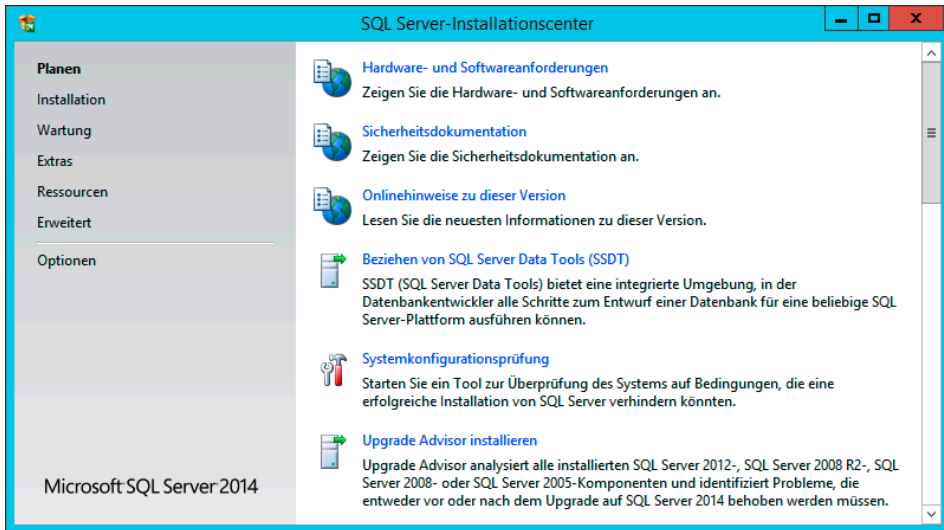 SQL Server-Installationscenter
Planen
Installation
Wartung
Extras
Ressourcen
Erweitert
Optionen
Microsoft SQL Server 2014
Hardware- und Softwareanforderungen
Zeigen Sie die Hardware- und Softwareanforderungen an.
Sicherheitsdokumentation
Zeigen Sie die Sicherheitsdokumentation an.
Onlinehinweise zu dieser Version
Lesen Sie die neuesten Informationen zu dieser Version.
Beziehen von SQL Server Data Tools (SSDT)
SSDT (SQL Server Data Tools) bietet eine integrierte Umgebung, in der
Datenbankentwickler alle Schritte zum Entwurf einer Datenbank für eine beliebige SQL
Server-Plattform ausführen können.
Systemkonfigurationsprüfung
Starten Sie ein Tool zur Überprüfung des Systems auf Bedingungen, die eine
erfolgreiche Installation von SQL Server verhindern könnten.
Upgrade Advisor installieren
Upgrade Advisor analysiert alle installierten SQL Server 2012-, SQL Server 2008 R2-, SQL
Server 2008- oder SQL Server 2005-Komponenten und identifiziert Probleme, die
entweder vor oder nach dem Upgrade auf SQL Server 2014 behoben werden müssen.